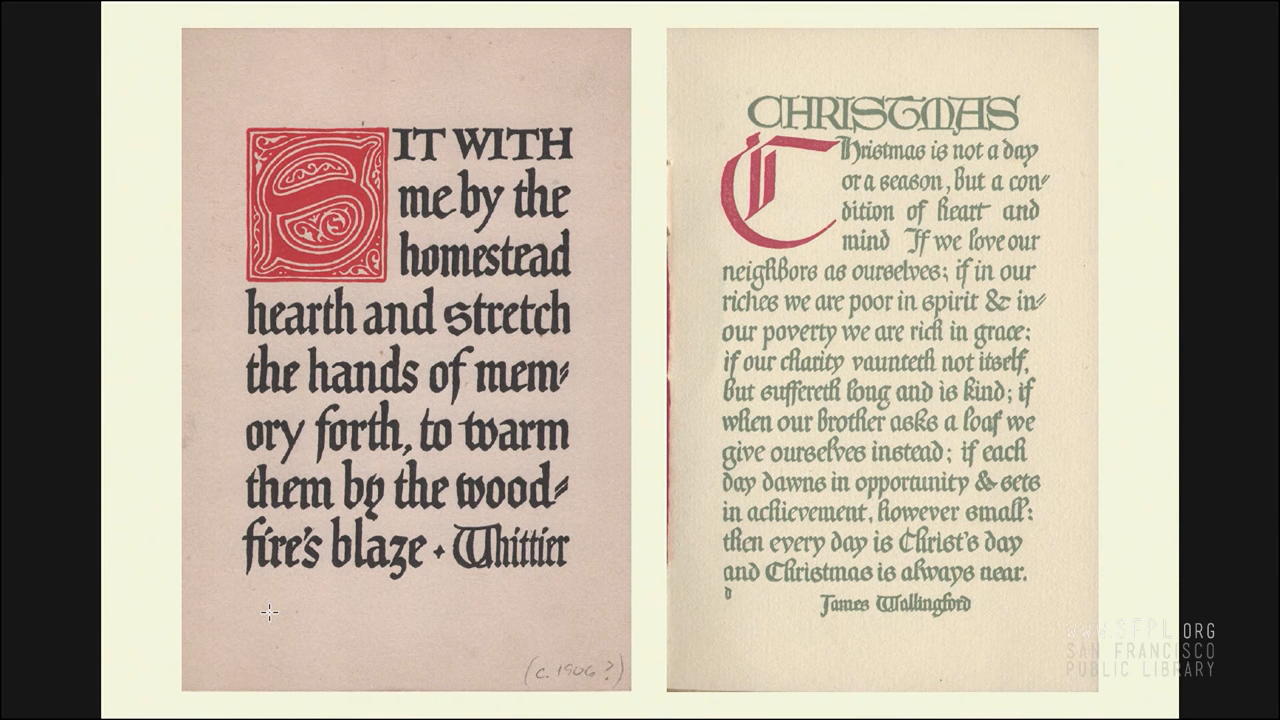 SIT WITH
me by the
homestead
hearth and stretch
the hands of mem-
ory forth, to warm
them by the wood-
fire's blaze · Whittier
(c. 1906?)
CHRISTMAS
Christmas is not a day
or a season, but a con-
dition of heart and
mind If we love our
neighbors as ourselves; if in our
riches we are poor in spirit & in-
our poverty we are rich in grace;
if our charity vaunteth not itself,
but suffereth long and is kind; if
when our brother asks a loaf we
give ourselves instead; if each
day dawns in opportunity & sets
in achievement, however small:
then every day is Christ's day
and Christmas is always near.
d
James Wallingford
WWW.SFPL.ORG
SAN FRANCISCO
PUBLIC LIBRARY